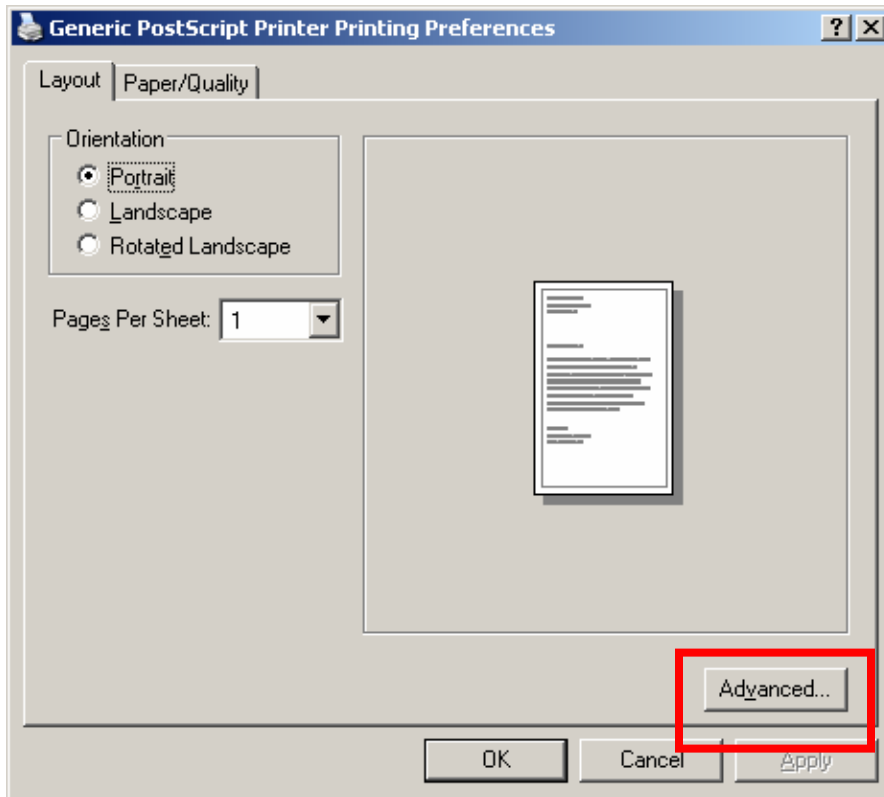 Generic PostScript Printer Printing Preferences
Layout
Paper/Quality
Orientation
Portrait
Landscape
Rotated Landscape
Pages Per Sheet: 1
Advanced...
OK
Cancel
Apply